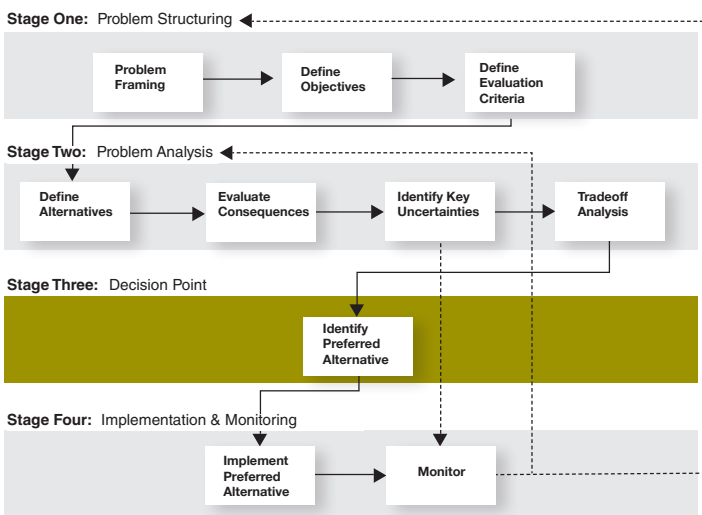 Stage One: Problem Structuring
Problem
Framing
Define
Objectives
Define
Evaluation
Criteria
Stage Two: Problem Analysis
Define
Alternatives
Evaluate
Consequences
Identify Key
Uncertainties
Tradeoff
Analysis
Stage Three: Decision Point
Identify
Preferred
Alternative
Stage Four: Implementation & Monitoring
Implement
Preferred
Alternative
Monitor